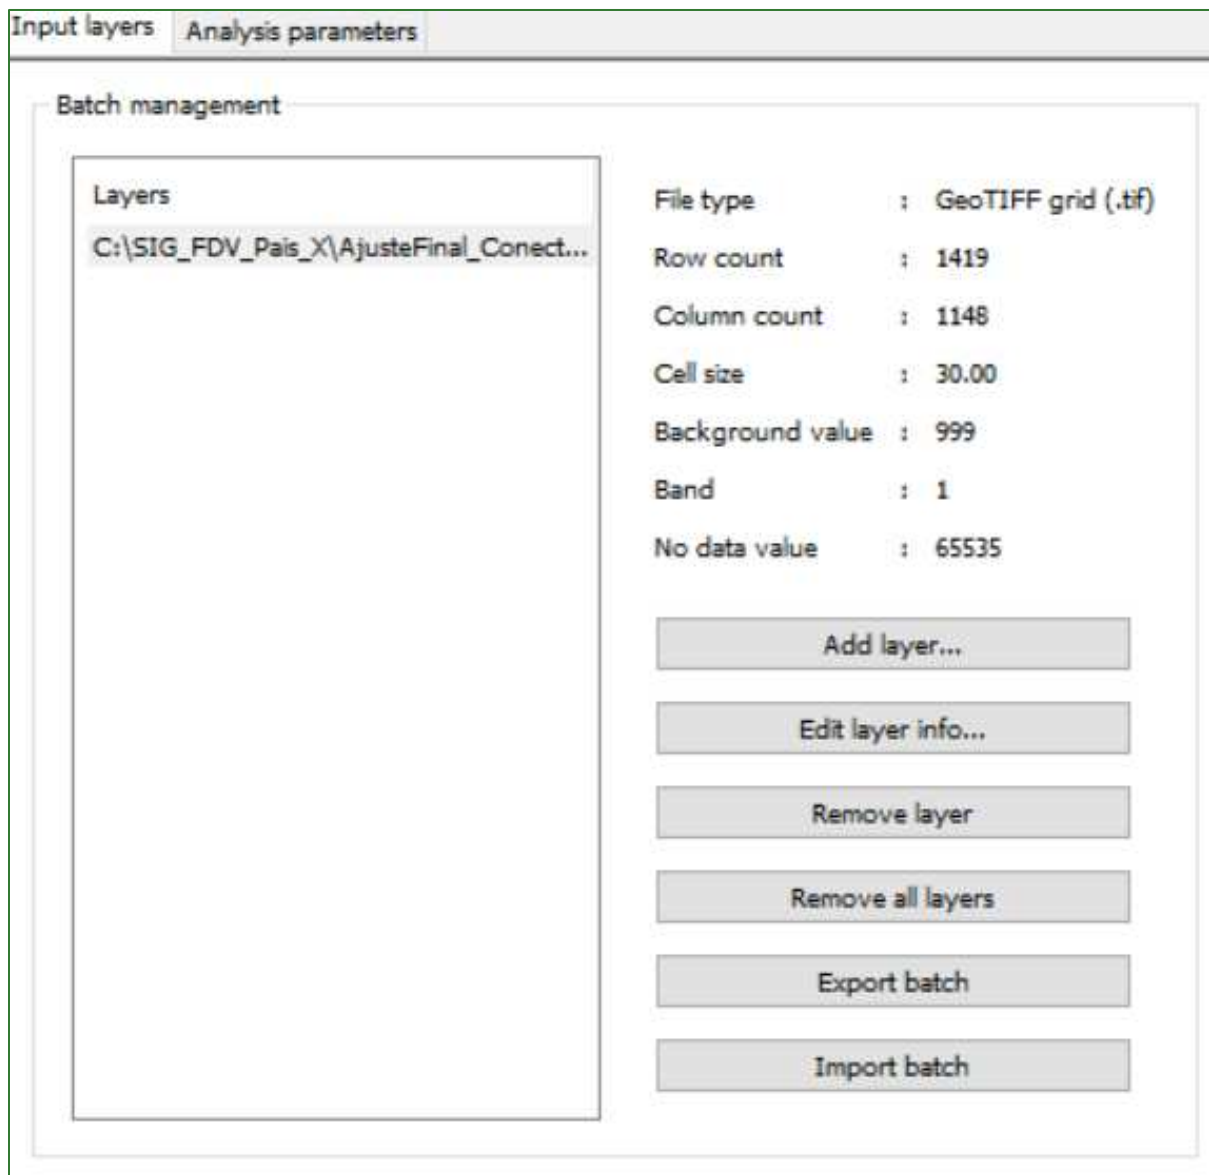 Input layers Analysis parameters
Batch management
Layers
C:\SIG_FDV_Pais_X\AjusteFinal_Conect...
File type : GeoTIFF grid (.tif)
Row count : 1419
Column count : 1148
Cell size : 30.00
Background value : 999
Band : 1
No data value : 65535
Add layer...
Edit layer info...
Remove layer
Remove all layers
Export batch
Import batch